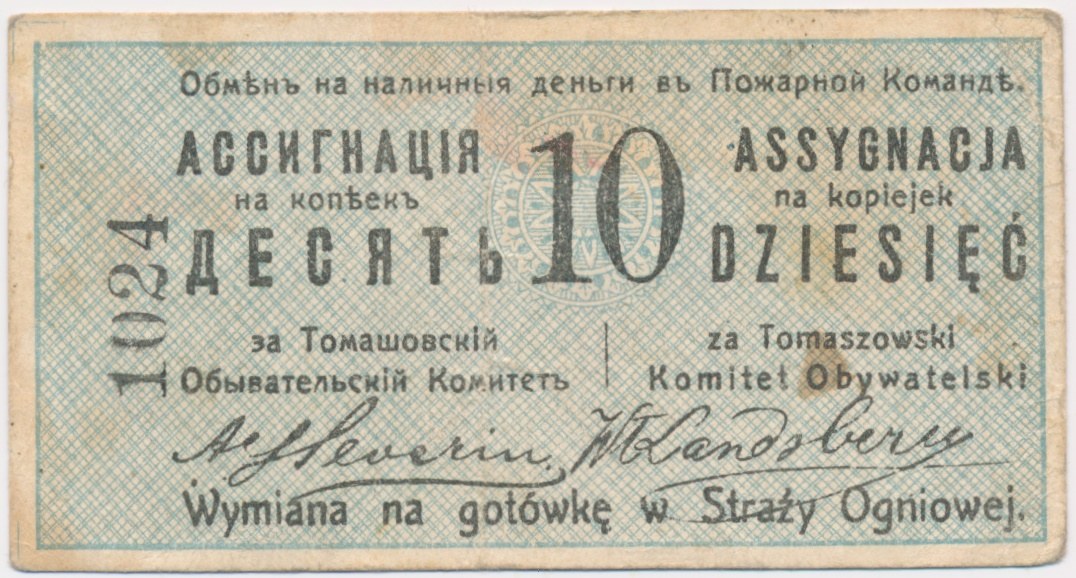 Обмѣнъ на наличныя деньги въ Пожарной Командѣ.
АССИГНАЦІЯ
на копѣекъ
ДЕСЯТЬ
10
ASSYGNACJA
na kopiejek
DZIESIĘĆ
1024
за Томашовскій
Обывательскій Комитетъ
za Tomaszowski
Komitet Obywatelski
Severin
Landsberg
Wymiana na gotówkę w Straży Ogniowej.